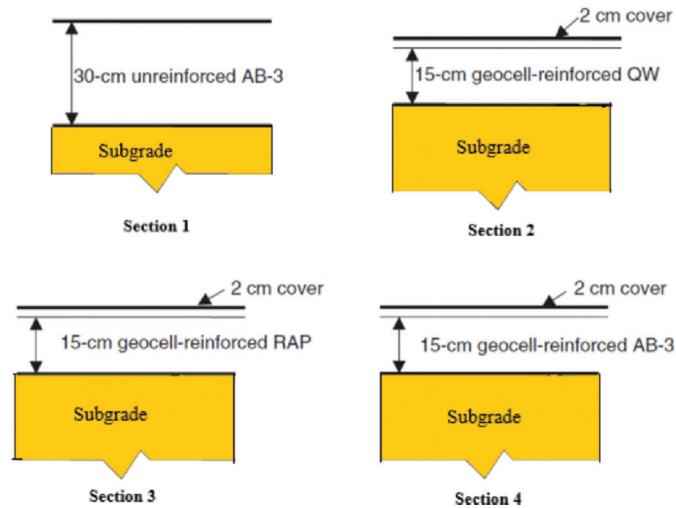 30-cm unreinforced AB-3
Subgrade
Section 1
2 cm cover
15-cm geocell-reinforced QW
Subgrade
Section 2
2 cm cover
15-cm geocell-reinforced RAP
Subgrade
Section 3
2 cm cover
15-cm geocell-reinforced AB-3
Subgrade
Section 4